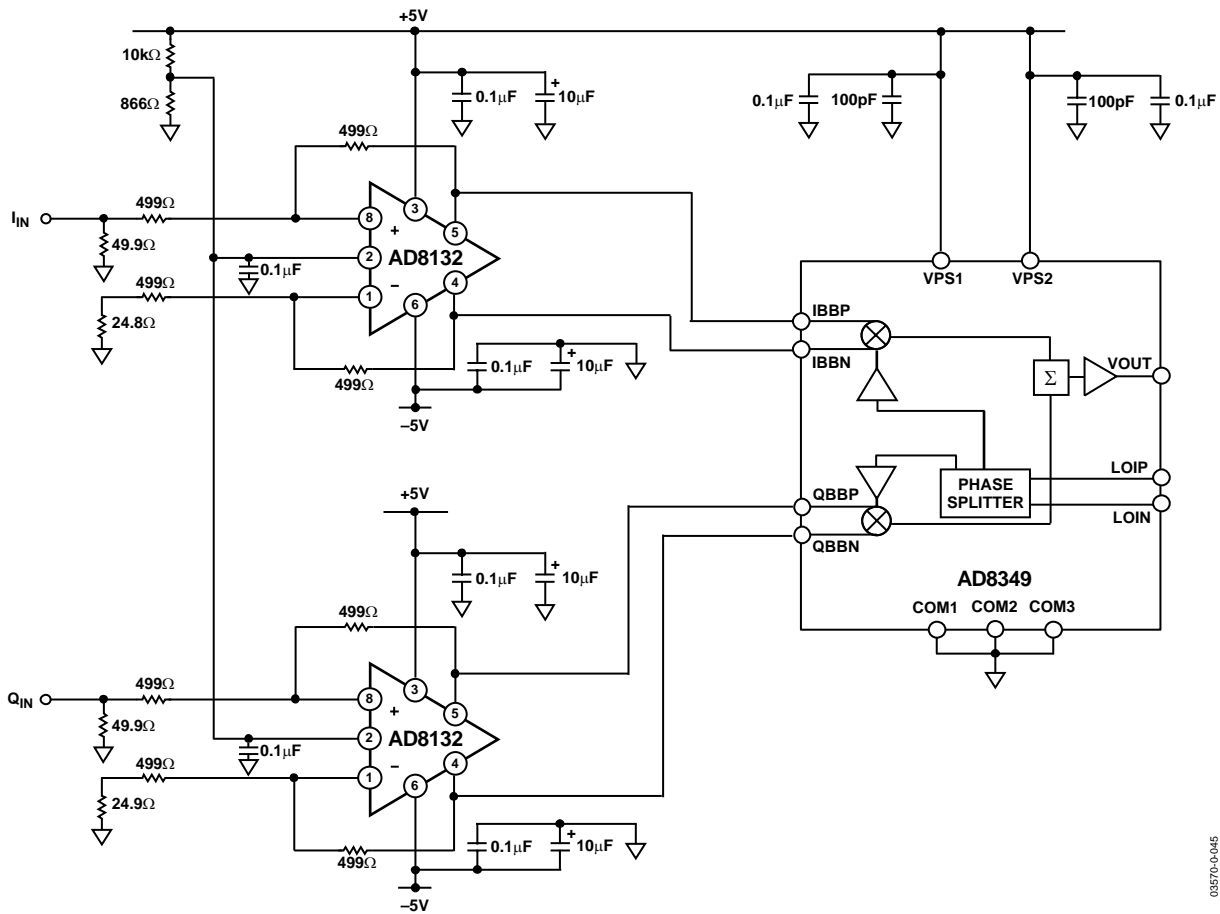 +5V
10kΩ
866Ω
0.1μF
+
10μF
0.1μF
100pF
100pF
0.1μF
499Ω
I_IN
499Ω
49.9Ω
8
+
3
5
2
AD8132
0.1μF
499Ω
1
−
4
6
24.8Ω
499Ω
0.1μF
+
10μF
−5V
VPS1
VPS2
IBBP
IBBN
Σ
VOUT
PHASE
SPLITTER
LOIP
LOIN
QBBP
QBBN
AD8349
COM1
COM2
COM3
+5V
0.1μF
+
10μF
499Ω
Q_IN
499Ω
49.9Ω
8
+
3
5
2
AD8132
0.1μF
499Ω
1
−
4
6
24.9Ω
499Ω
0.1μF
+
10μF
−5V
03570-0-045